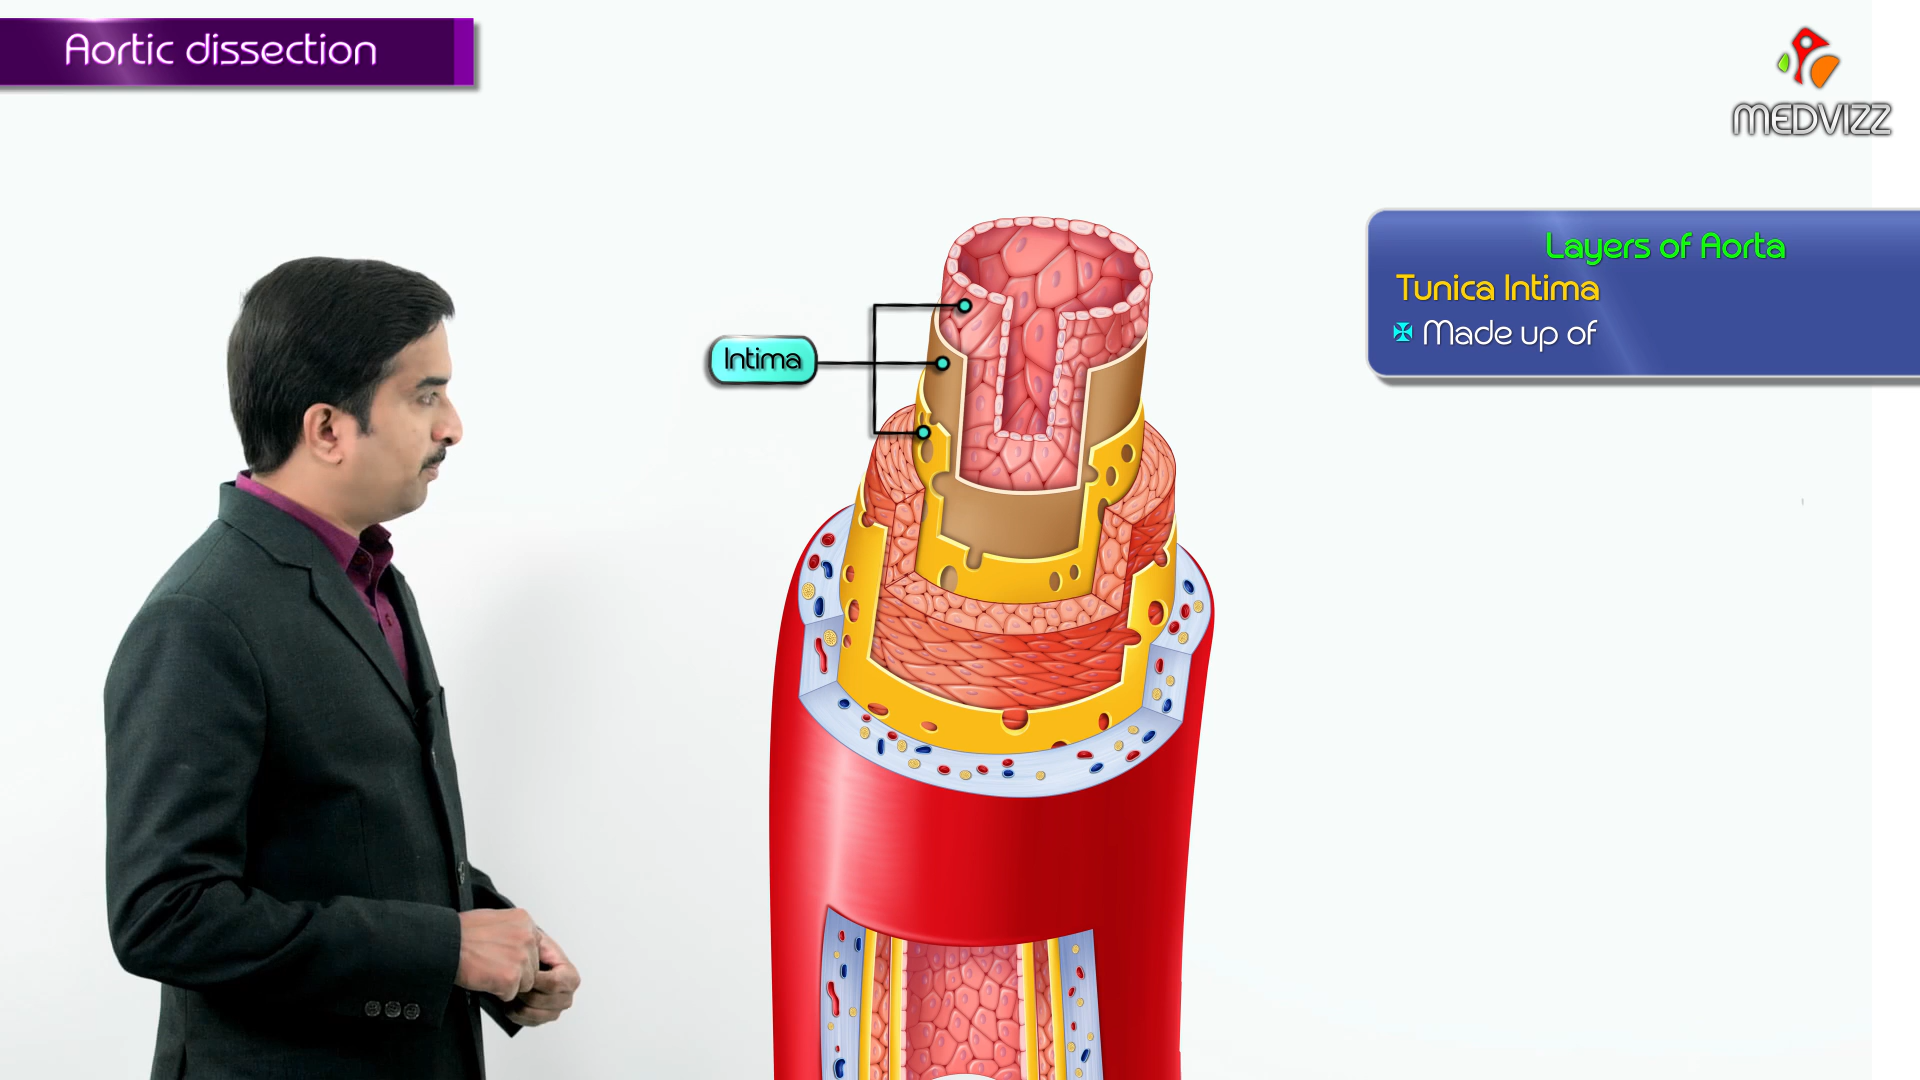 Aortic dissection
MEDVIZZ
Layers of Aorta
Tunica Intima
Made up of
Intima